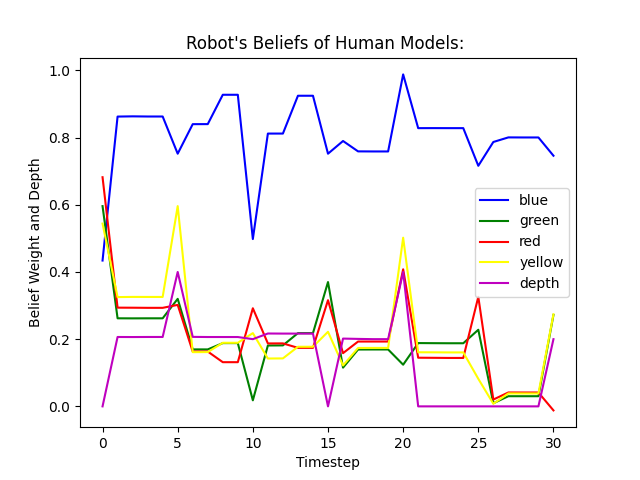 Robot's Beliefs of Human Models:
1.0
0.8
0.6
0.4
0.2
0.0
Belief Weight and Depth
blue
green
red
yellow
depth
0 5 10 15 20 25 30
Timestep